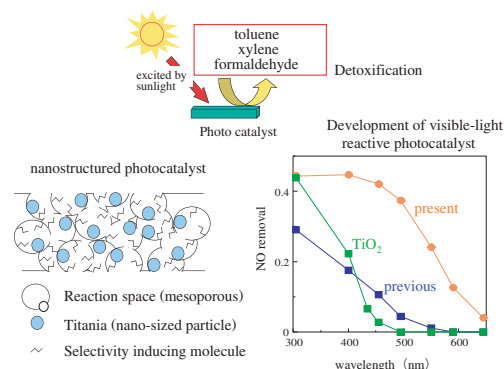 toluene
xylene
formaldehyde
excited by
sunlight
Detoxification
Photo catalyst
Development of visible-light
reactive photocatalyst
nanostructured photocatalyst
Reaction space (mesoporous)
Titania (nano-sized particle)
Selectivity inducing molecule
NO removal
0.4
0.2
0
present
TiO₂
previous
300 400 500 600
wavelength (nm)